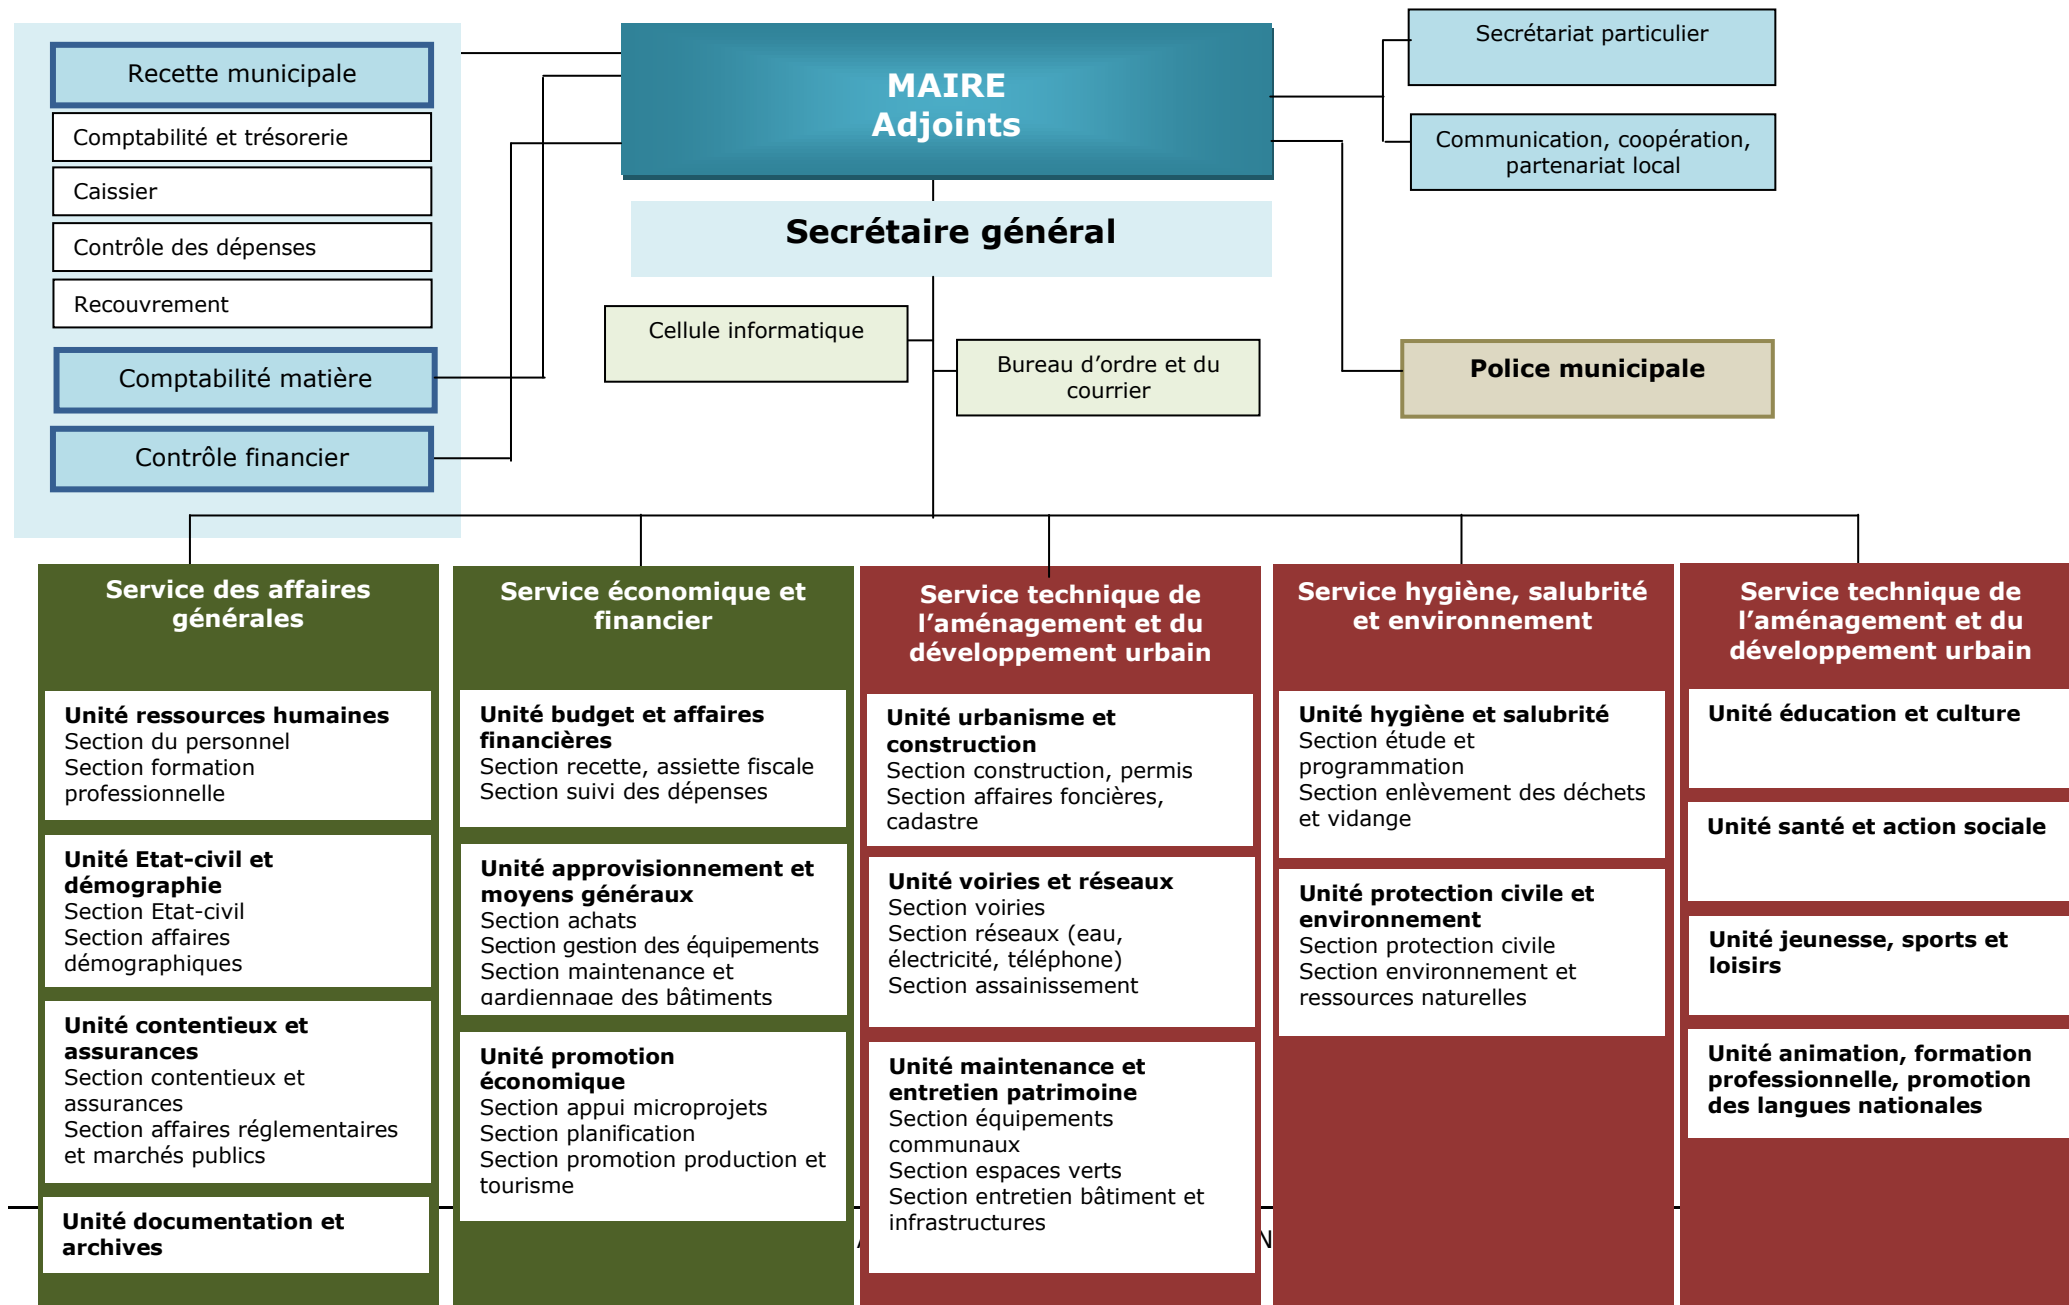 Recette municipale
Comptabilité et trésorerie
Caissier
Contrôle des dépenses
Recouvrement
Comptabilité matière
Contrôle financier
MAIRE
Adjoints
Secrétariat particulier
Communication, coopération,
partenariat local
Secrétaire général
Cellule informatique
Bureau d’ordre et du
courrier
Police municipale
Service des affaires
générales
Unité ressources humaines
Section du personnel
Section formation
professionnelle
Unité Etat-civil et
démographie
Section Etat-civil
Section affaires
démographiques
Unité contentieux et
assurances
Section contentieux et
assurances
Section affaires réglementaires
et marchés publics
Unité documentation et
archives
Service économique et
financier
Unité budget et affaires
financières
Section recette, assiette fiscale
Section suivi des dépenses
Unité approvisionnement et
moyens généraux
Section achats
Section gestion des équipements
Section maintenance et
gardiennage des bâtiments
Unité promotion
économique
Section appui microprojets
Section planification
Section promotion production et
tourisme
Service technique de
l’aménagement et du
développement urbain
Unité urbanisme et
construction
Section construction, permis
Section affaires foncières,
cadastre
Unité voiries et réseaux
Section voiries
Section réseaux (eau,
électricité, téléphone)
Section assainissement
Unité maintenance et
entretien patrimoine
Section équipements
communaux
Section espaces verts
Section entretien bâtiment et
infrastructures
Service hygiène, salubrité
et environnement
Unité hygiène et salubrité
Section étude et
programmation
Section enlèvement des déchets
et vidange
Unité protection civile et
environnement
Section protection civile
Section environnement et
ressources naturelles
Service technique de
l’aménagement et du
développement urbain
Unité éducation et culture
Unité santé et action sociale
Unité jeunesse, sports et
loisirs
Unité animation, formation
professionnelle, promotion
des langues nationales